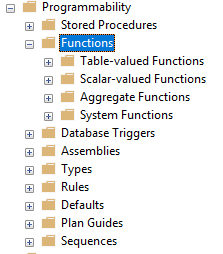 Programmability
Stored Procedures
Functions
Table-valued Functions
Scalar-valued Functions
Aggregate Functions
System Functions
Database Triggers
Assemblies
Types
Rules
Defaults
Plan Guides
Sequences